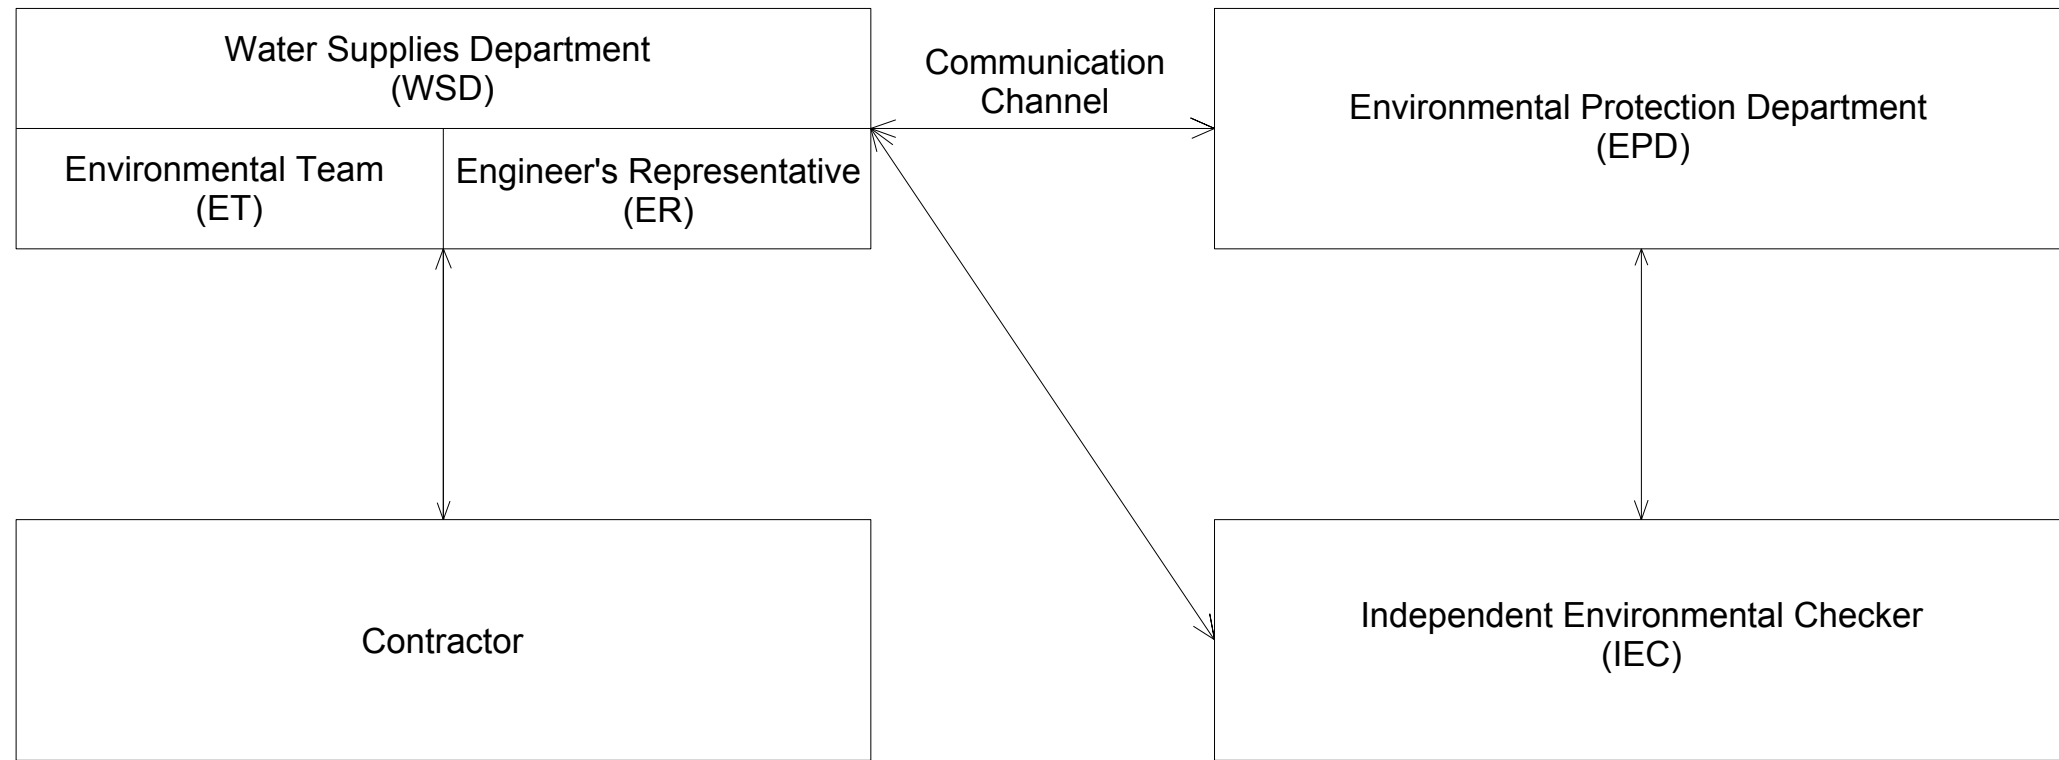 Water Supplies Department
(WSD)
Communication
Channel
Environmental Protection Department
(EPD)
Environmental Team
(ET)
Engineer's Representative
(ER)
Contractor
Independent Environmental Checker
(IEC)